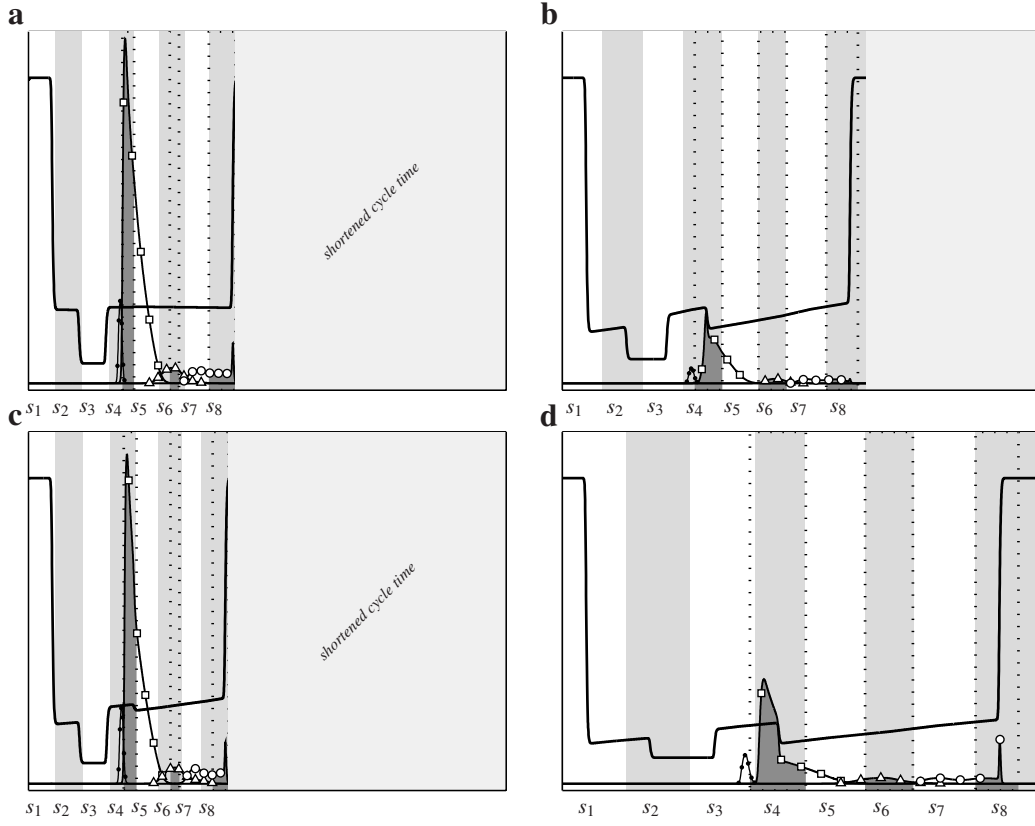 a b
shortened cycle time
s1 s2 s3 s4 s5 s6 s7 s8 s1 s2 s3 s4 s5 s6 s7 s8
c d
shortened cycle time
s1 s2 s3 s4 s5 s6 s7 s8 s1 s2 s3 s4 s5 s6 s7 s8